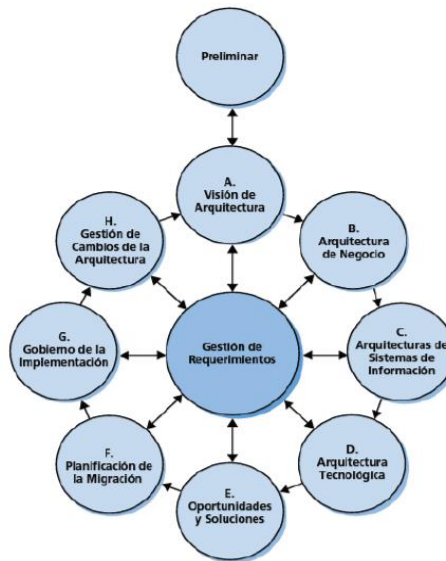 Preliminar
A.
Visión de
Arquitectura
B.
Arquitectura
de Negocio
C.
Arquitecturas de
Sistemas de
Información
D.
Arquitectura
Tecnológica
E.
Oportunidades
y Soluciones
F.
Planificación de
la Migración
G.
Gobierno de la
Implementación
H.
Gestión de
Cambios de la
Arquitectura
Gestión de
Requerimientos